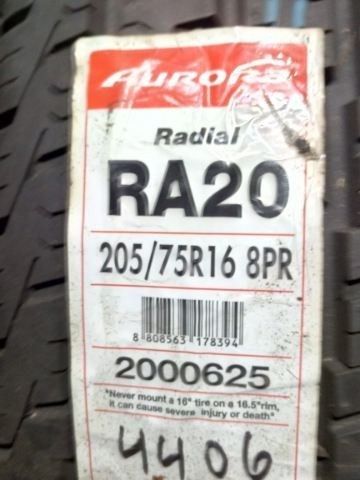 AURORA
Radial
RA20
205/75R16 8PR
8 808563 178394
2000625
"Never mount a 16" tire on a 16.5"rim,
it can cause severe injury or death"
4406